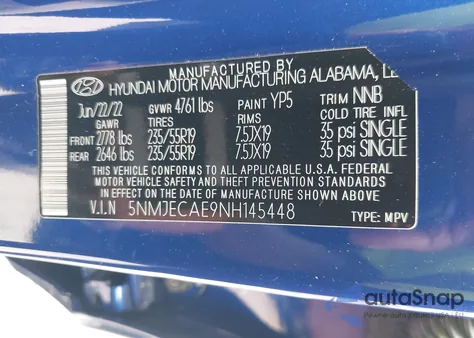 MANUFACTURED BY
HYUNDAI MOTOR MANUFACTURING ALABAMA, LL
Jun/22/22 GVWR 4761 lbs PAINT YP5 TRIM NNB
GAWR TIRES RIMS COLD TIRE INFL
FRONT 2778 lbs 235/55R19 7.5JX19 35 psi SINGLE
REAR 2646 lbs 235/55R19 7.5JX19 35 psi SINGLE
THIS VEHICLE CONFORMS TO ALL APPLICABLE U.S.A. FEDERAL
MOTOR VEHICLE SAFETY AND THEFT PREVENTION STANDARDS
IN EFFECT ON THE DATE OF MANUFACTURE SHOWN ABOVE
V.I.N 5NMJECAE9NH145448 TYPE: MPV
autoSnap